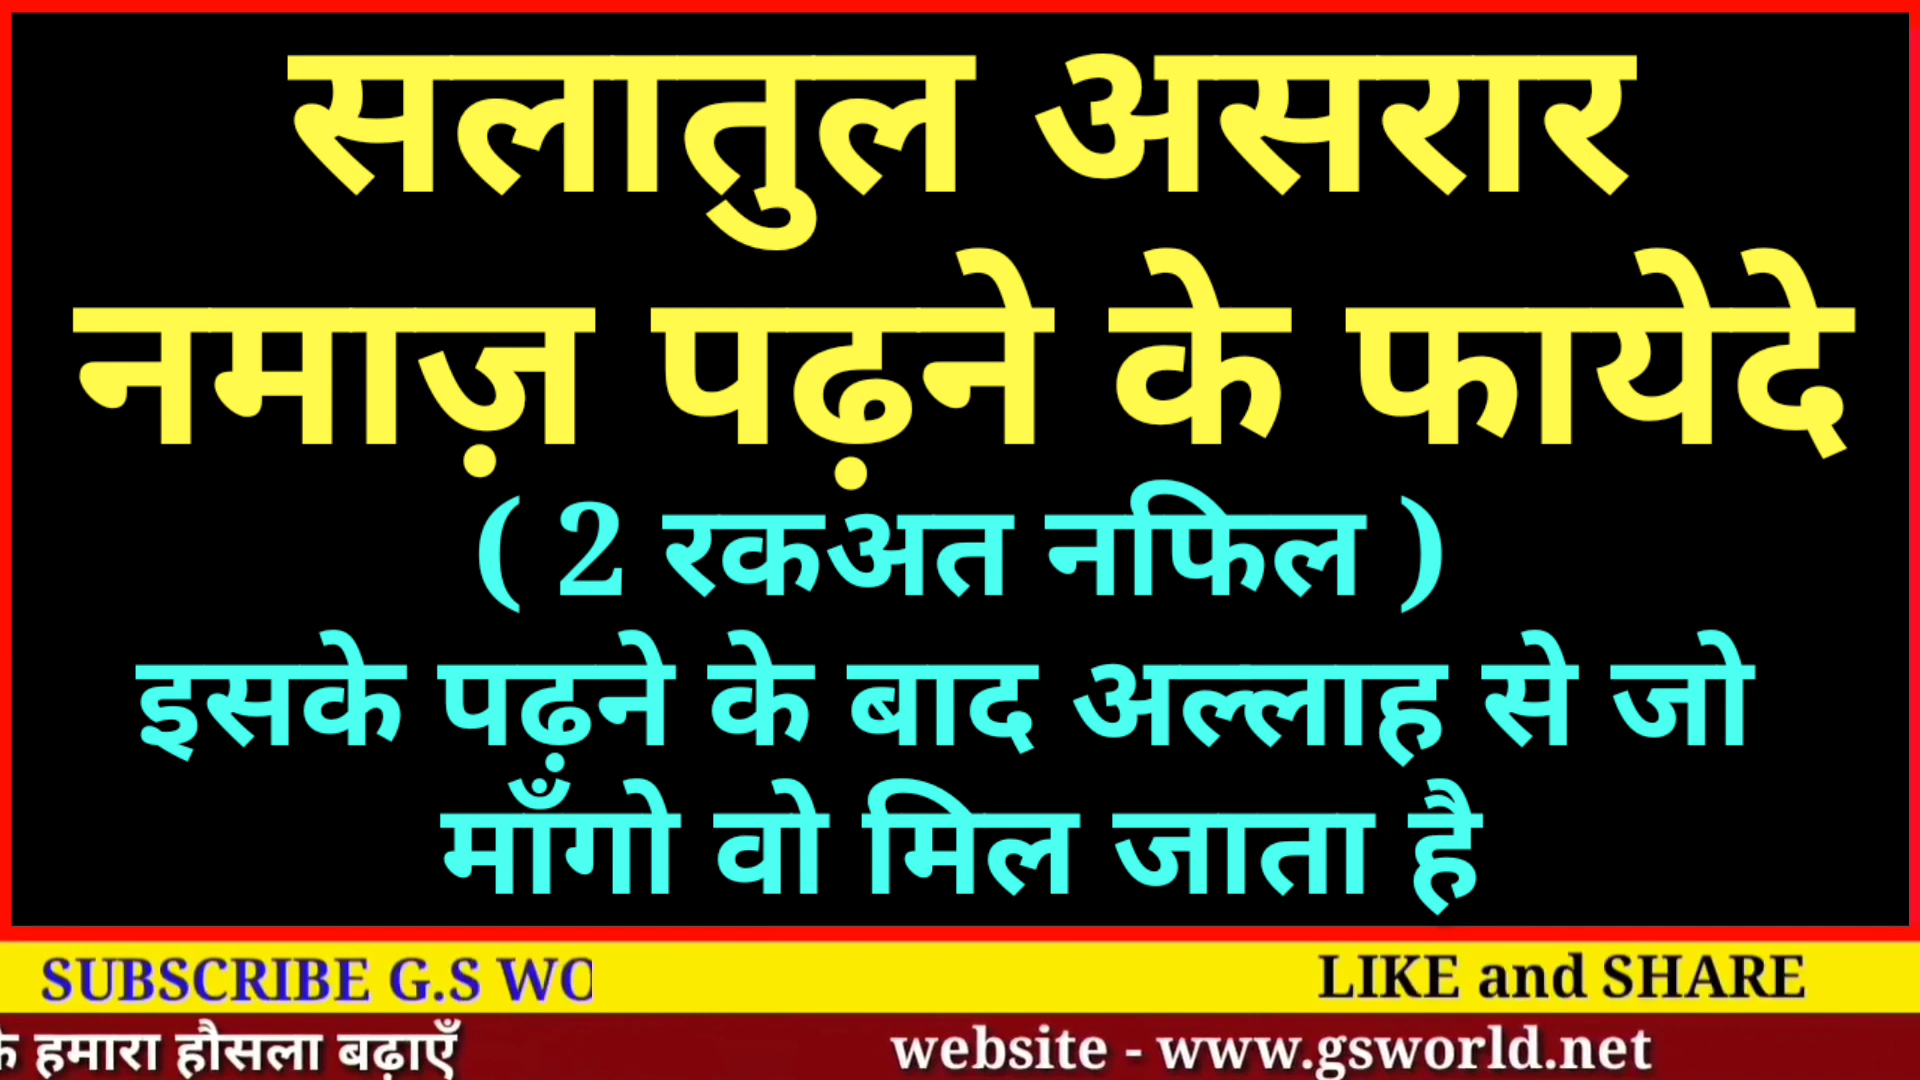 सलातुल असरार
नमाज़ पढ़ने के फायेदे
( 2 रकअत नफिल )
इसके पढ़ने के बाद अल्लाह से जो
माँगो वो मिल जाता है
SUBSCRIBE G.S WO LIKE and SHARE
हमारा हौसला बढ़ाएँ website - www.gsworld.net